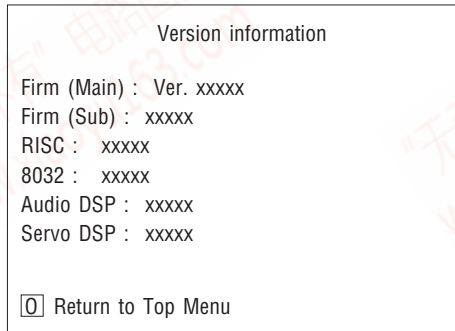 Version information
Firm (Main) : Ver. xxxxx
Firm (Sub) : xxxxx
RISC : xxxxx
8032 : xxxxx
Audio DSP : xxxxx
Servo DSP : xxxxx
0 Return to Top Menu